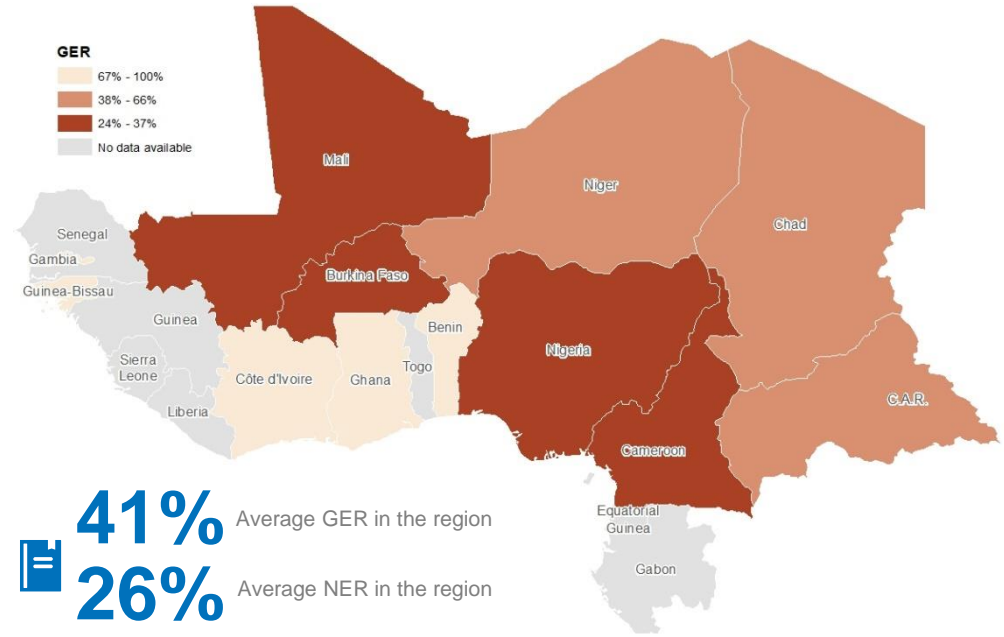 GER
67% - 100%
38% - 66%
24% - 37%
No data available
Mali
Niger
Chad
Senegal
Gambia
Guinea-Bissau
Burkina Faso
Guinea
Benin
Sierra
Leone
Nigeria
Togo
Côte d'Ivoire
Ghana
Liberia
C.A.R.
Cameroon
41% Average GER in the region
Equatorial
Guinea
26% Average NER in the region
Gabon